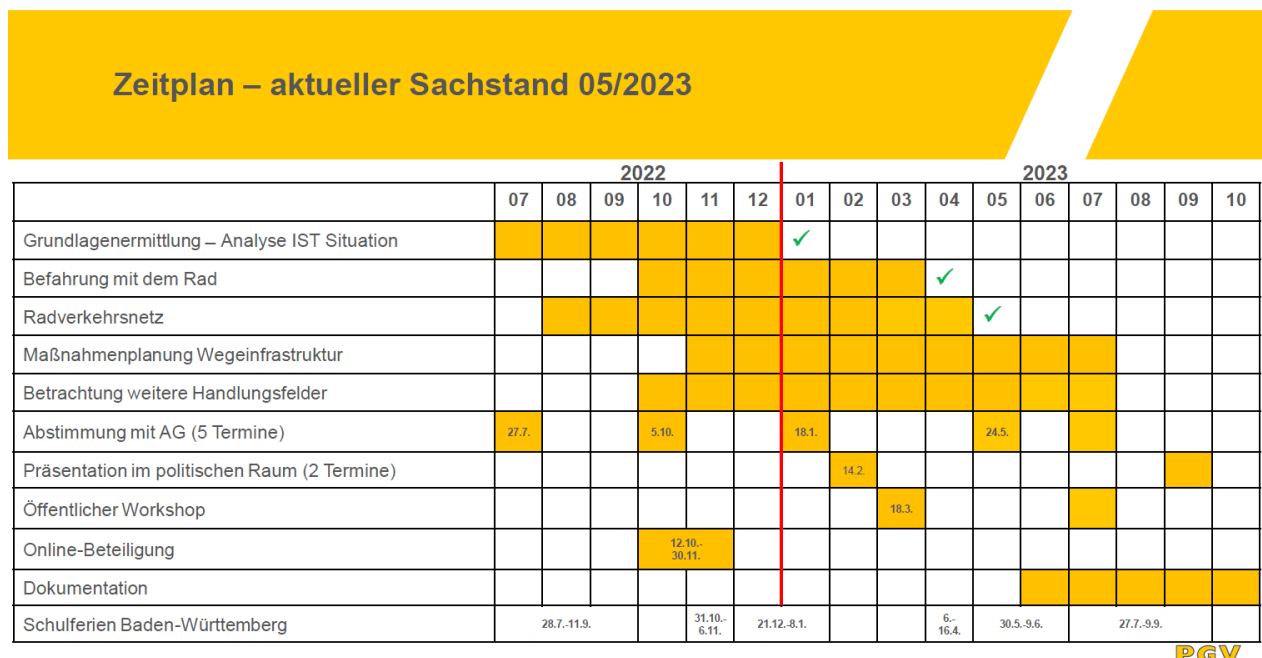 Zeitplan – aktueller Sachstand 05/2023
2022 2023
07 08 09 10 11 12 01 02 03 04 05 06 07 08 09 10
Grundlagenermittlung – Analyse IST Situation ✓
Befahrung mit dem Rad ✓
Radverkehrsnetz ✓
Maßnahmenplanung Wegeinfrastruktur
Betrachtung weitere Handlungsfelder
Abstimmung mit AG (5 Termine) 27.7. 5.10. 18.1. 24.5.
Präsentation im politischen Raum (2 Termine) 14.2.
Öffentlicher Workshop 18.3.
Online-Beteiligung 12.10.-
30.11.
Dokumentation
Schulferien Baden-Württemberg 28.7.-11.9. 31.10.- 21.12.-8.1. 6.- 30.5.-9.6. 27.7.-9.9.
6.11. 16.4.
PGV